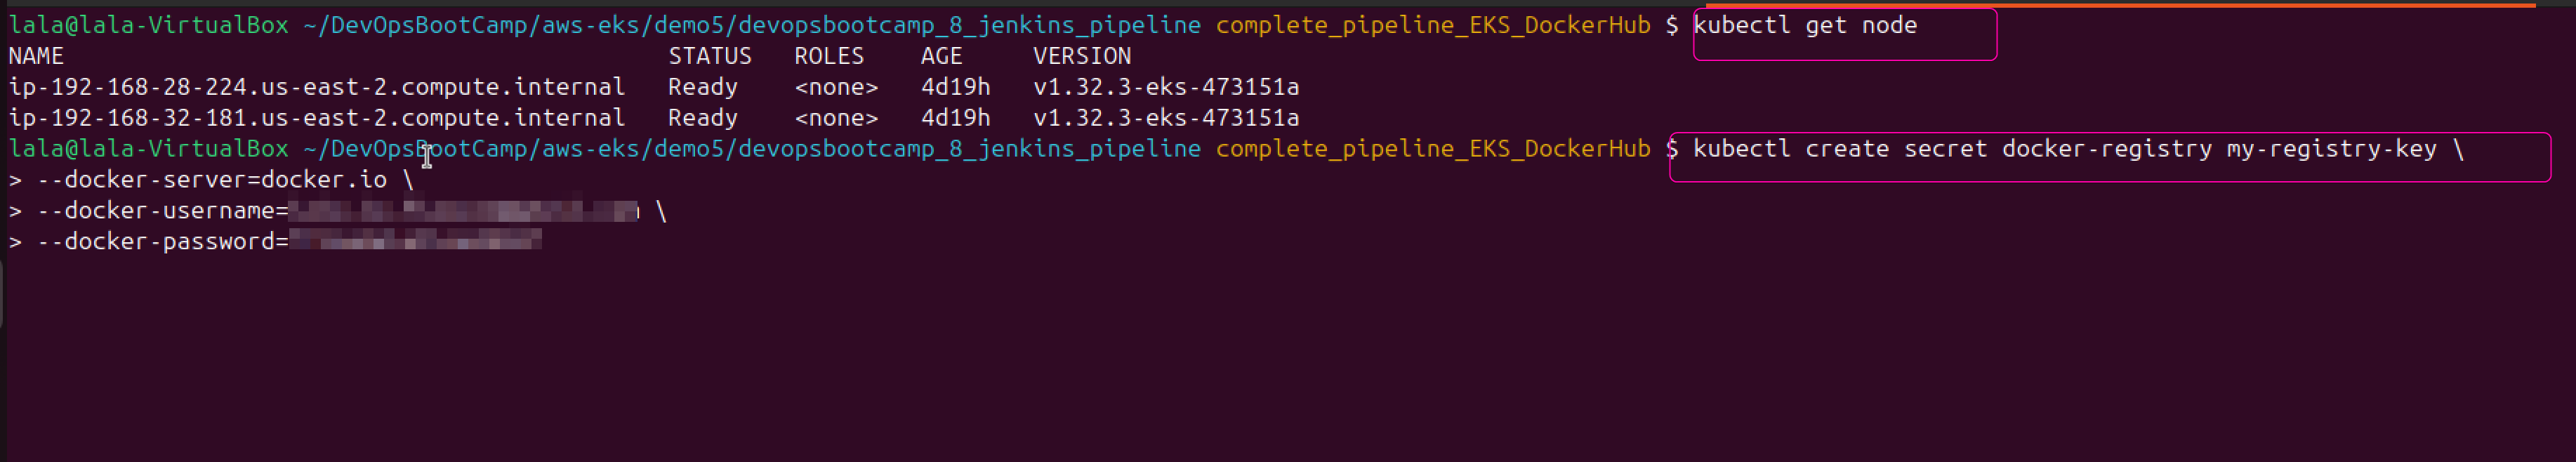 lala@lala-VirtualBox ~/DevOpsBootCamp/aws-eks/demo5/devopsbootcamp_8_jenkins_pipeline complete_pipeline_EKS_DockerHub $ kubectl get node
NAME STATUS ROLES AGE VERSION
ip-192-168-28-224.us-east-2.compute.internal Ready <none> 4d19h v1.32.3-eks-473151a
ip-192-168-32-181.us-east-2.compute.internal Ready <none> 4d19h v1.32.3-eks-473151a
lala@lala-VirtualBox ~/DevOpsBootCamp/aws-eks/demo5/devopsbootcamp_8_jenkins_pipeline complete_pipeline_EKS_DockerHub $ kubectl create secret docker-registry my-registry-key \
> --docker-server=docker.io \
> --docker-username= \
> --docker-password=